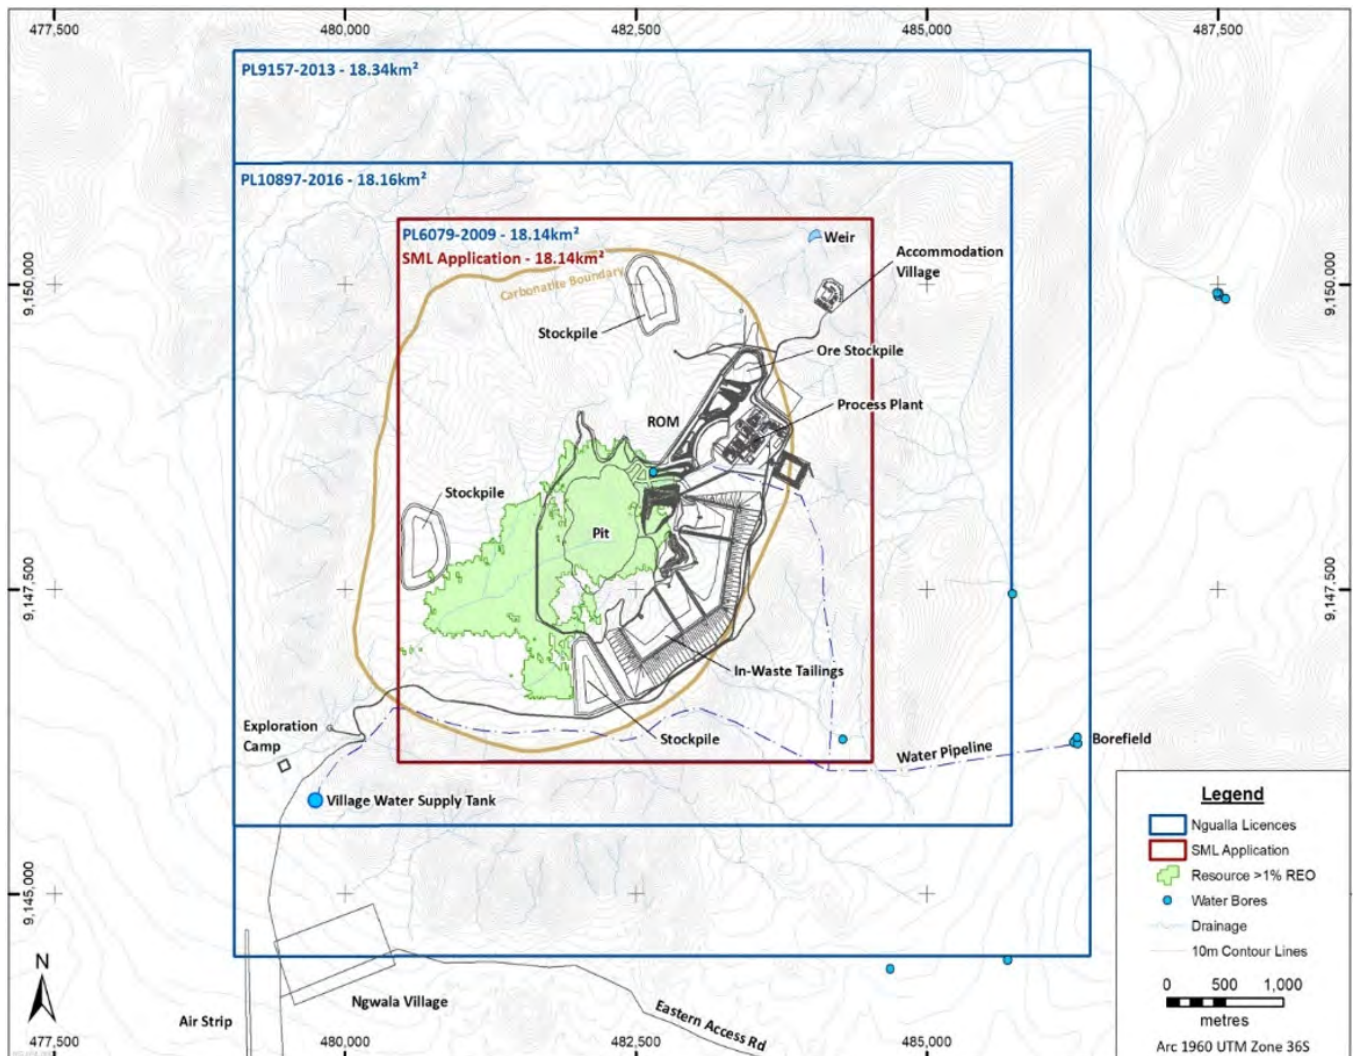 477,500
480,000
482,500
485,000
487,500
PL9157-2013 - 18.34km²
PL10897-2016 - 18.16km²
PL6079-2009 - 18.14km²
SML Application - 18.14km²
Carbonatite Boundary
Weir
Accommodation
Village
9,150,000
9,150,000
Stockpile
Ore Stockpile
Process Plant
ROM
Stockpile
Pit
9,147,500
9,147,500
In-Waste Tailings
Exploration
Camp
Stockpile
Water Pipeline
Borefield
Village Water Supply Tank
9,145,000
Legend
Ngualla Licences
SML Application
Resource >1% REO
Water Bores
Drainage
10m Contour Lines
0 500 1,000
metres
Arc 1960 UTM Zone 36S
N
Ngwala Village
Air Strip
Eastern Access Rd
477,500
480,000
482,500
485,000